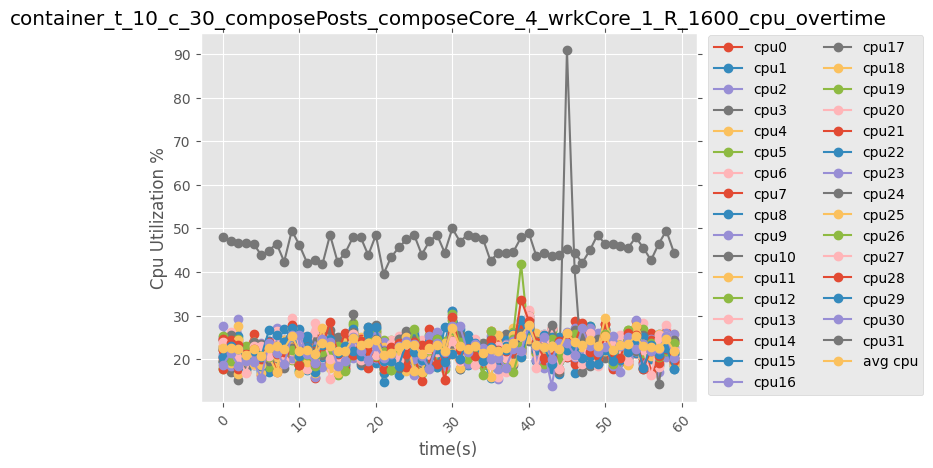 container_t_10_c_30_composePosts_composeCore_4_wrkCore_1_R_1600_cpu_overtime
Cpu Utilization %
90
80
70
60
50
40
30
20
0
10
20
30
40
50
60
time(s)
cpu0
cpu1
cpu2
cpu3
cpu4
cpu5
cpu6
cpu7
cpu8
cpu9
cpu10
cpu11
cpu12
cpu13
cpu14
cpu15
cpu16
cpu17
cpu18
cpu19
cpu20
cpu21
cpu22
cpu23
cpu24
cpu25
cpu26
cpu27
cpu28
cpu29
cpu30
cpu31
avg cpu